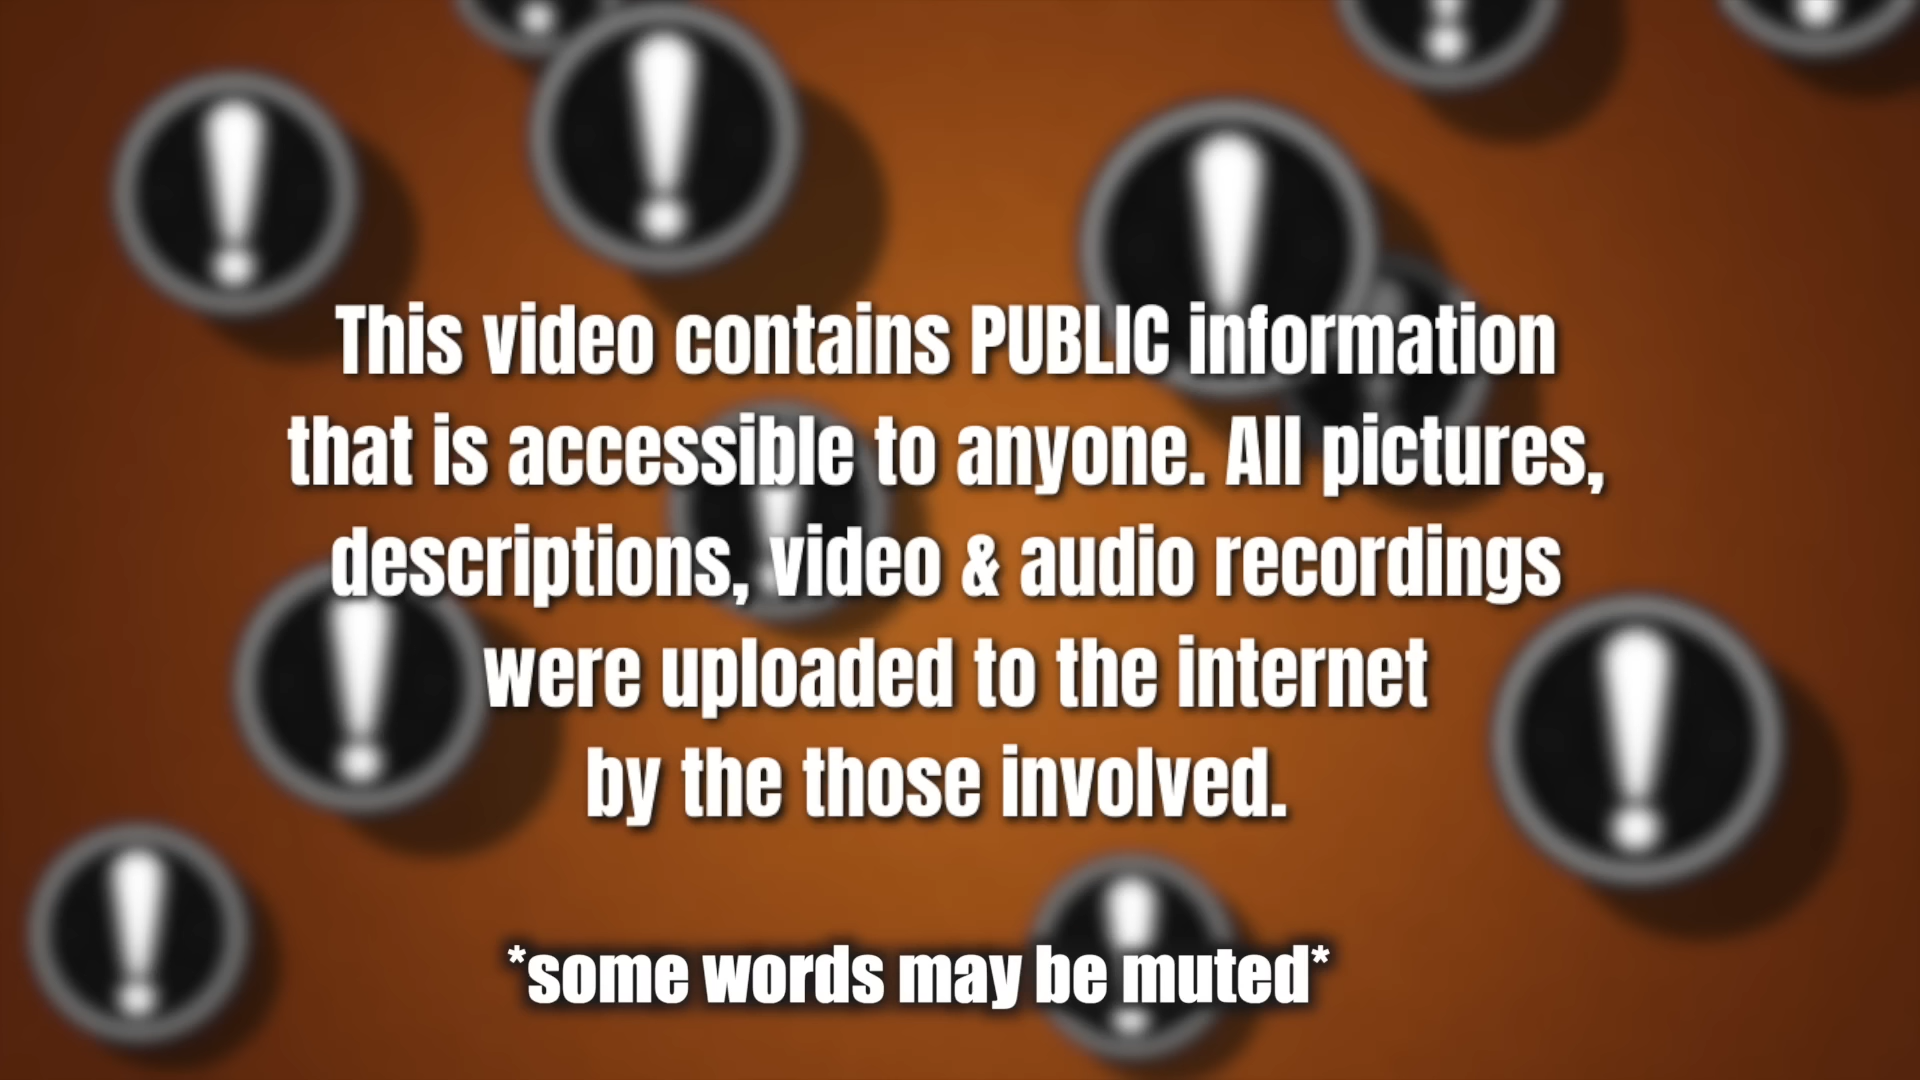 This video contains PUBLIC information
that is accessible to anyone. All pictures,
descriptions, video & audio recordings
were uploaded to the internet
by the those involved.
*some words may be muted*